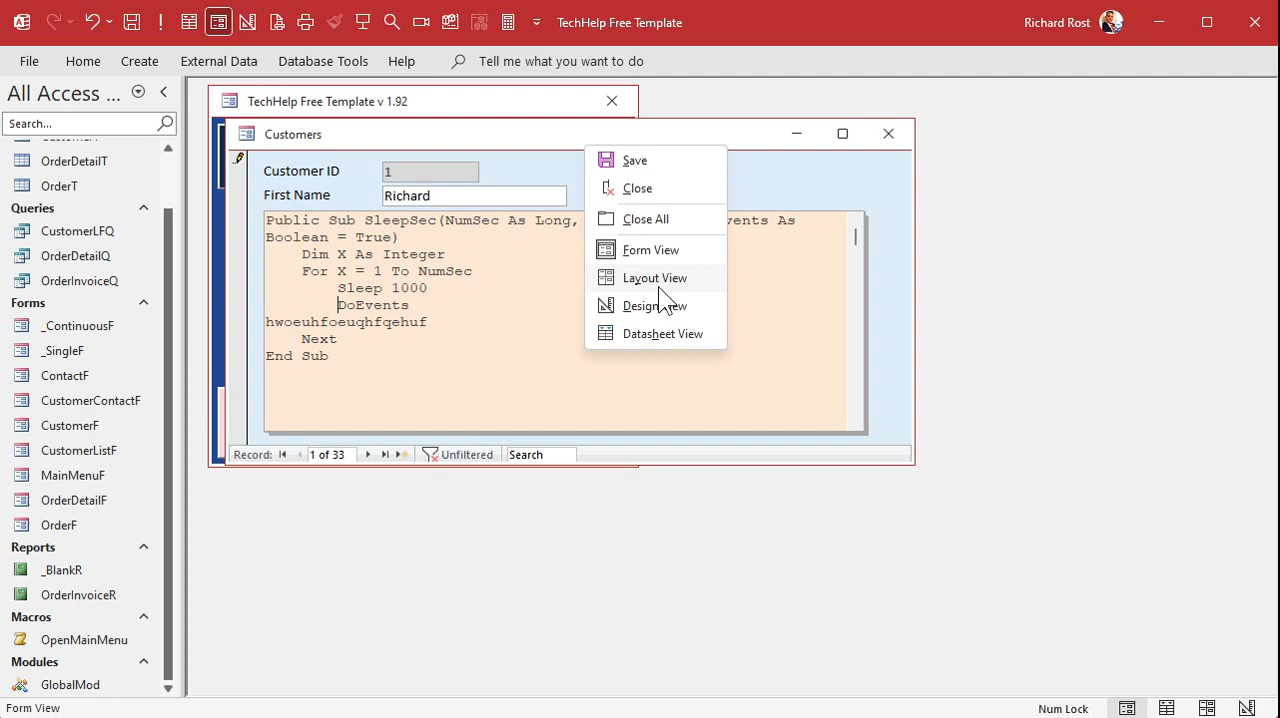 TechHelp Free Template
Richard Rost
File
Home
Create
External Data
Database Tools
Help
Tell me what you want to do
All Access ...
Search...
OrderDetailT
OrderT
Queries
CustomerLFQ
OrderDetailQ
OrderInvoiceQ
Forms
_ContinuousF
_SingleF
ContactF
CustomerContactF
CustomerF
CustomerListF
MainMenuF
OrderDetailF
OrderF
Reports
_BlankR
OrderInvoiceR
Macros
OpenMainMenu
Modules
GlobalMod
TechHelp Free Template v 1.92
Customers
Customer ID
1
First Name
Richard
Public Sub SleepSec(NumSec As Long, As
Boolean = True)
Dim X As Integer
For X = 1 To NumSec
Sleep 1000
DoEvents
hwoeuhfoeuqhfqehuf
Next
End Sub
Save
Close
Close All
Form View
Layout View
Design View
Datasheet View
Record:
1 of 33
Unfiltered
Search
Form View
Num Lock